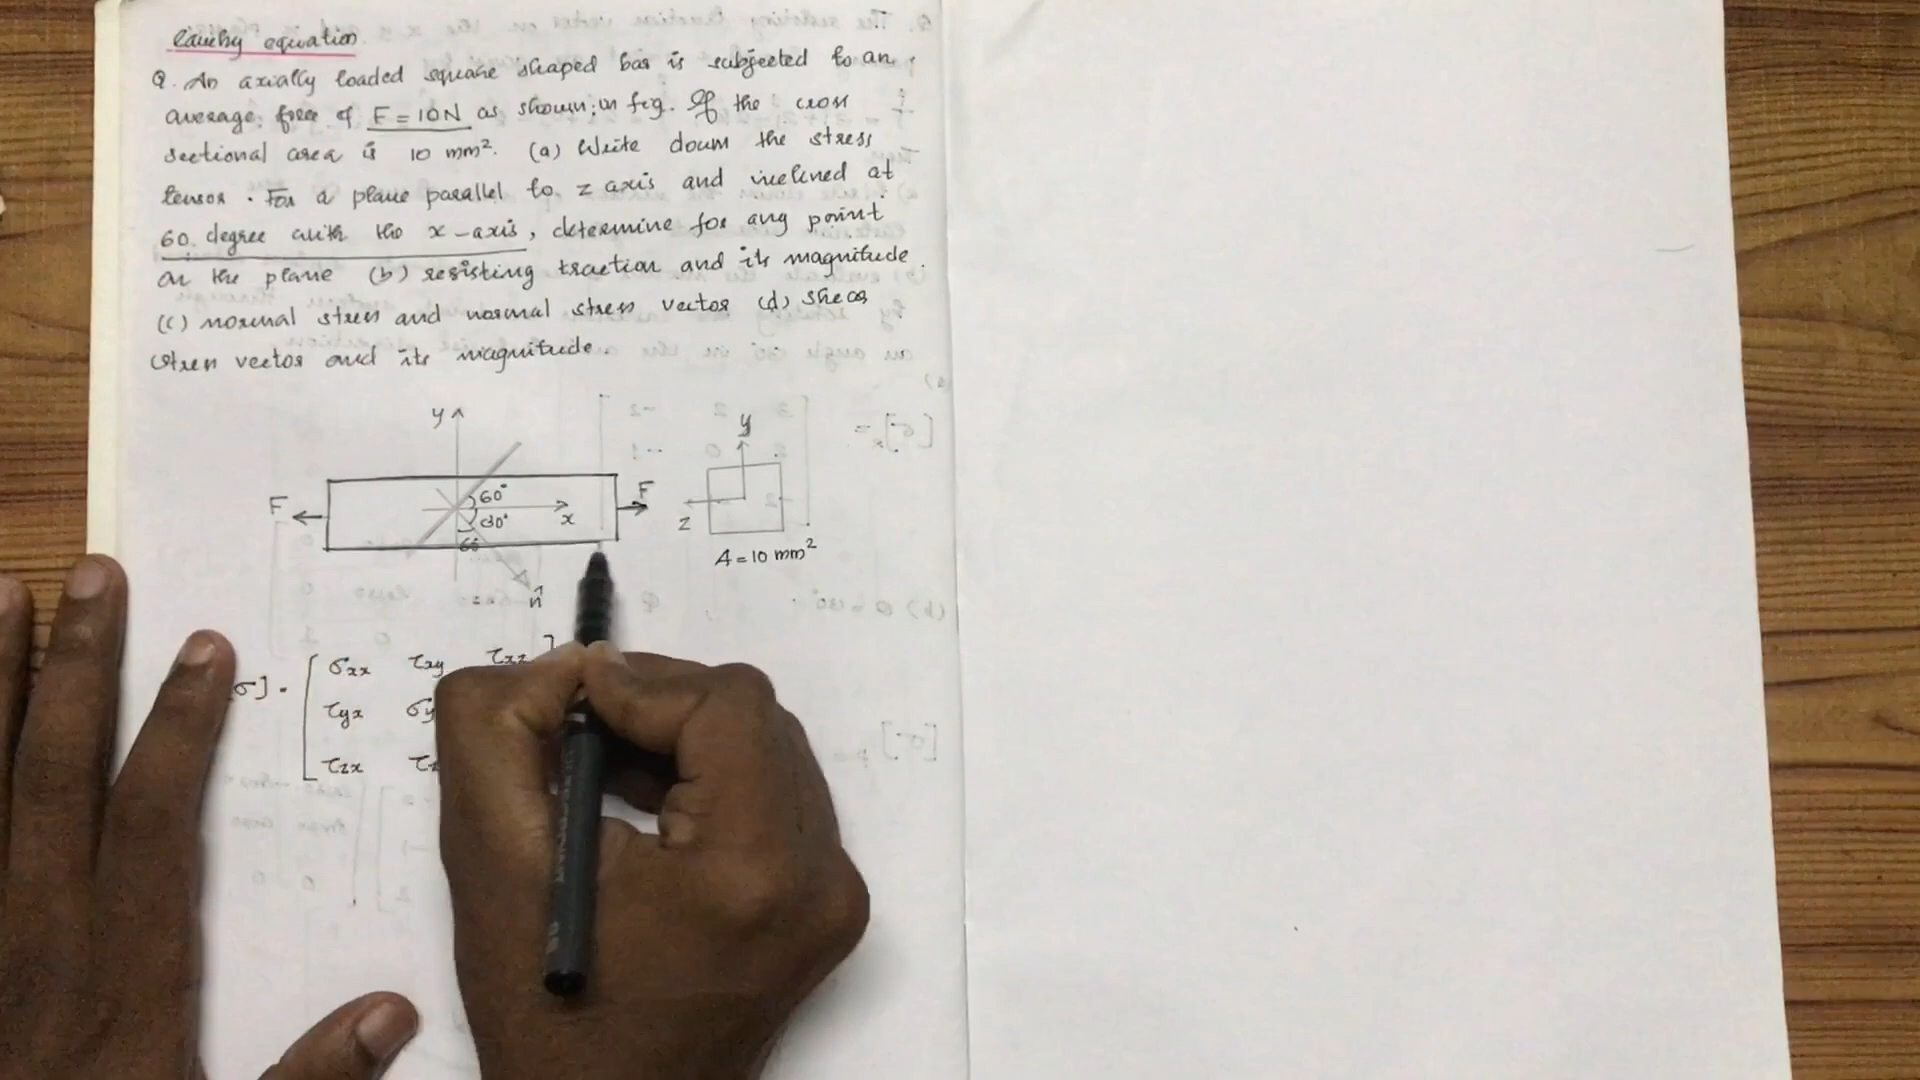 Cauchy equation
Q. An axially loaded square shaped bar is subjected to an
average force of F = 10N as shown in fig. If the cross
sectional area is 10 mm². (a) Write down the stress
tensor. For a plane parallel to z axis and inclined at
60 degree with the x-axis, determine for any point
on the plane (b) resisting traction and its magnitude.
(c) normal stress and normal stress vector (d) shear
stress vector and its magnitude.
y
y
F
60°
F
30°
x
z
60
A = 10 mm²
n̂
σ]
σxx τxy τxz
τyx
τzx